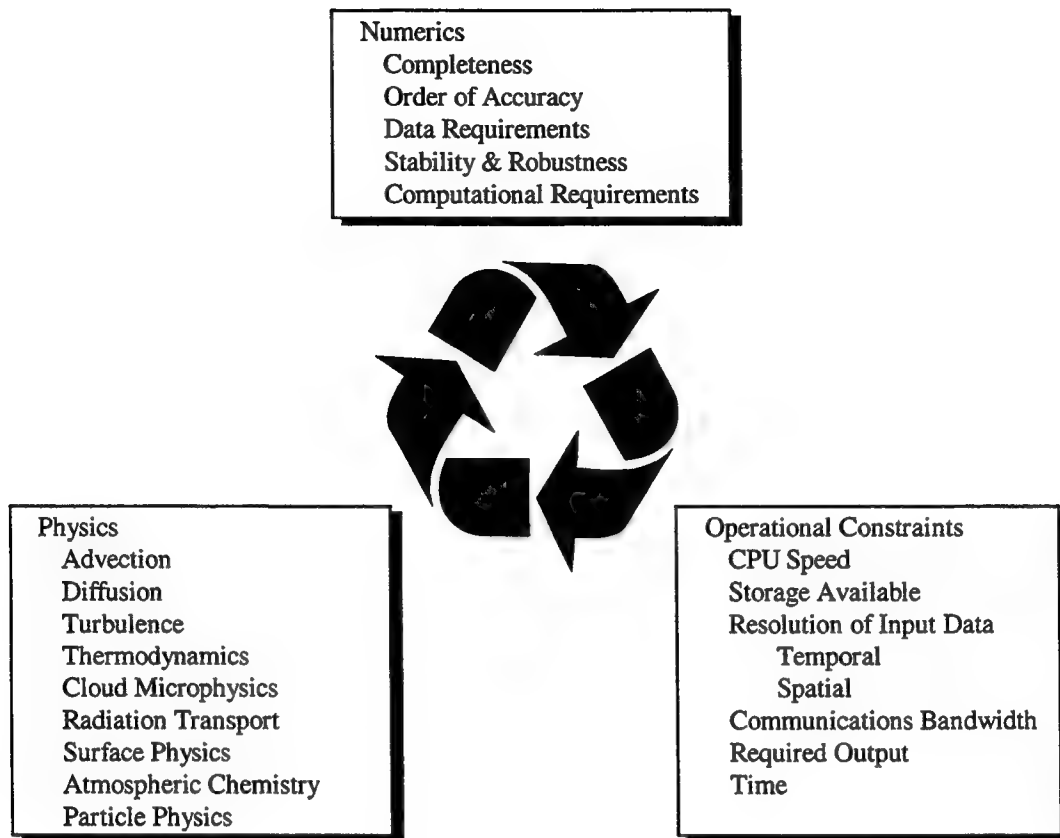 Numerics
Completeness
Order of Accuracy
Data Requirements
Stability & Robustness
Computational Requirements
Physics
Advection
Diffusion
Turbulence
Thermodynamics
Cloud Microphysics
Radiation Transport
Surface Physics
Atmospheric Chemistry
Particle Physics
Operational Constraints
CPU Speed
Storage Available
Resolution of Input Data
Temporal
Spatial
Communications Bandwidth
Required Output
Time